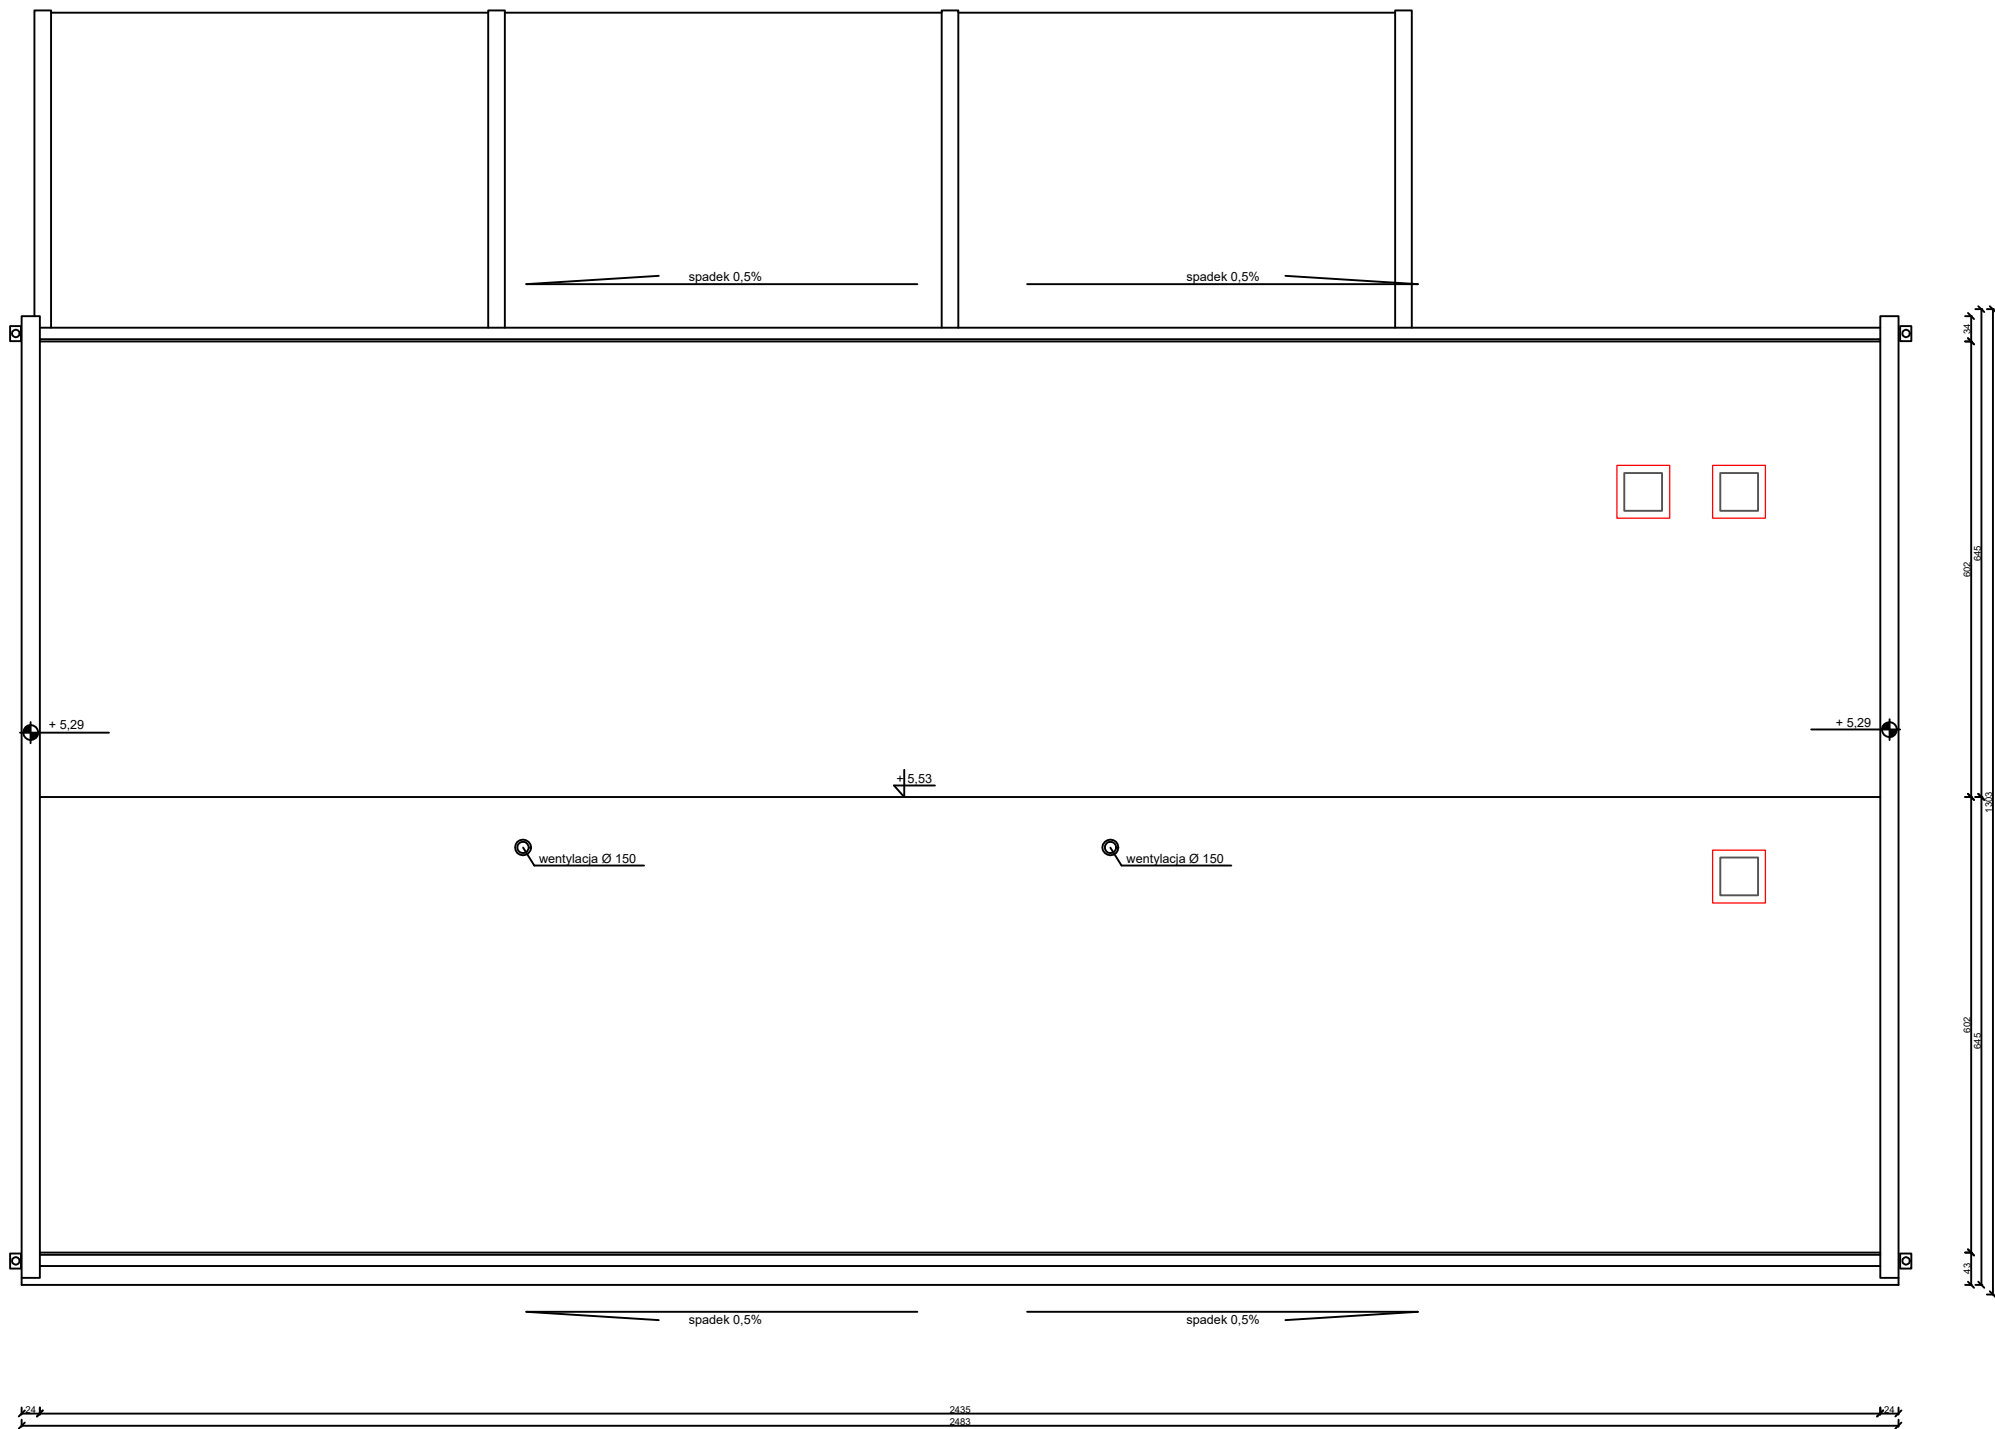 spadek 0,5%
spadek 0,5%
34
645
602
+ 5,29
+ 5,29
+ 5,53
1303
wentylacja Ø 150
wentylacja Ø 150
602
645
43
spadek 0,5%
spadek 0,5%
24
2435
24
2483